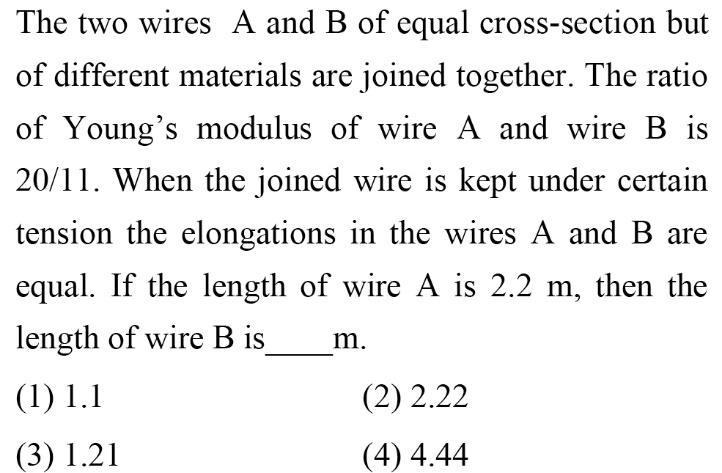 The two wires A and B of equal cross-section but
of different materials are joined together. The ratio
of Young’s modulus of wire A and wire B is
20/11. When the joined wire is kept under certain
tension the elongations in the wires A and B are
equal. If the length of wire A is 2.2 m, then the
length of wire B is____m.
(1) 1.1 (2) 2.22
(3) 1.21 (4) 4.44